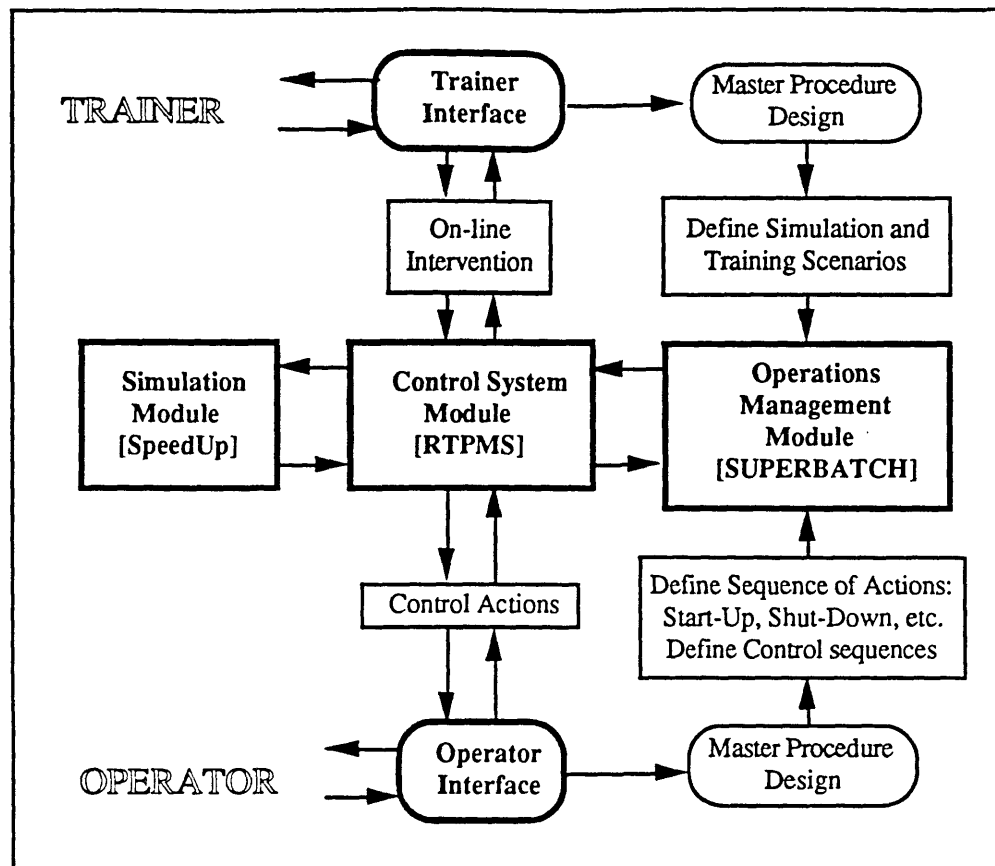 TRAINER
Trainer
Interface
Master Procedure
Design
On-line
Intervention
Define Simulation and
Training Scenarios
Simulation
Module
[SpeedUp]
Control System
Module
[RTPMS]
Operations
Management
Module
[SUPERBATCH]
Control Actions
Define Sequence of Actions:
Start-Up, Shut-Down, etc.
Define Control sequences
OPERATOR
Operator
Interface
Master Procedure
Design